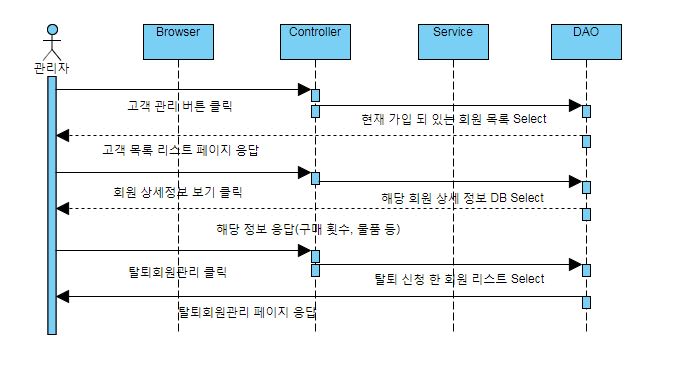 Browser
Controller
Service
DAO
관리자
고객 관리 버튼 클릭
현재 가입 되 있는 회원 목록 Select
고객 목록 리스트 페이지 응답
회원 상세정보 보기 클릭
해당 회원 상세 정보 DB Select
해당 정보 응답(구매 횟수, 물품 등)
탈퇴회원관리 클릭
탈퇴 신청 한 회원 리스트 Select
탈퇴회원관리 페이지 응답